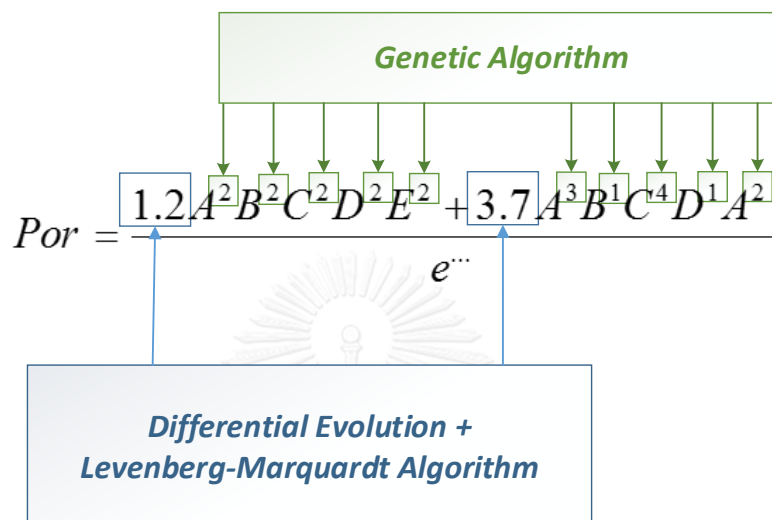 Genetic Algorithm
Por = 1.2A²B²C²D²E² + 3.7A³B¹C⁴D¹A²
e...
Differential Evolution +
Levenberg-Marquardt Algorithm